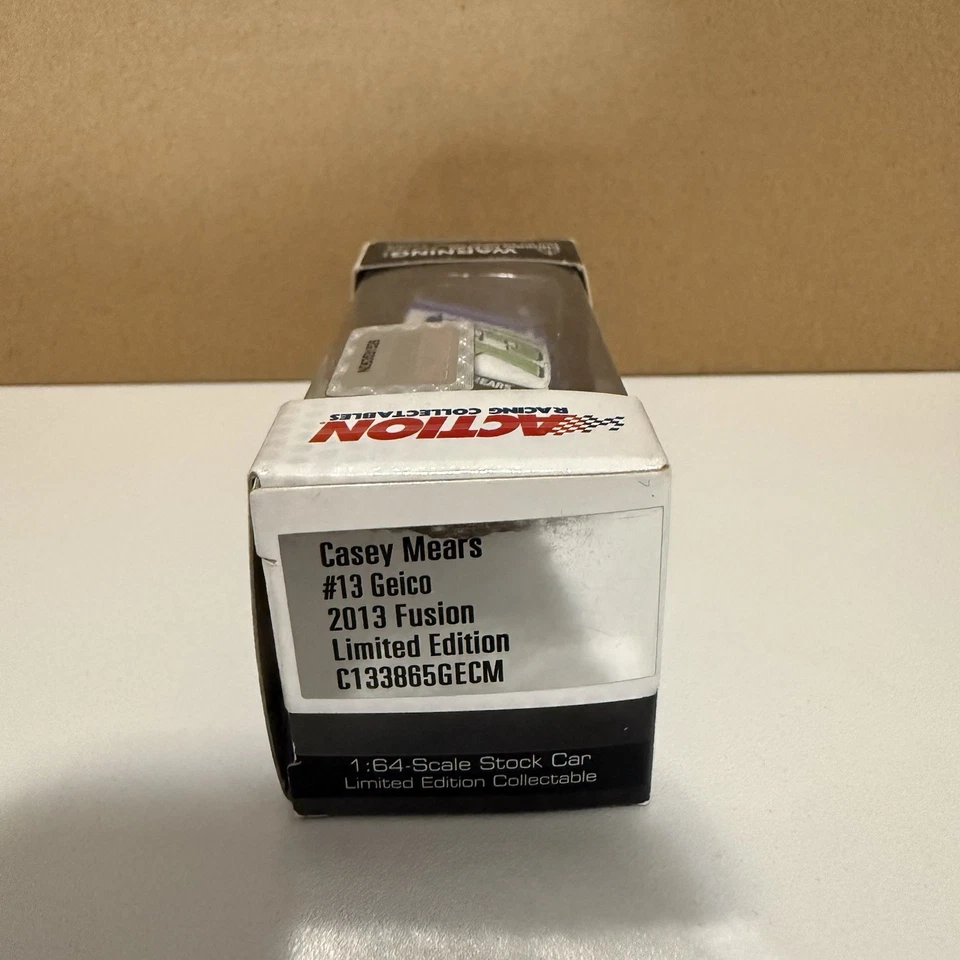 WARNING:
ACTION
RACING COLLECTABLES
Casey Mears
#13 Geico
2013 Fusion
Limited Edition
C133865GECM
1:64-Scale Stock Car
Limited Edition Collectable